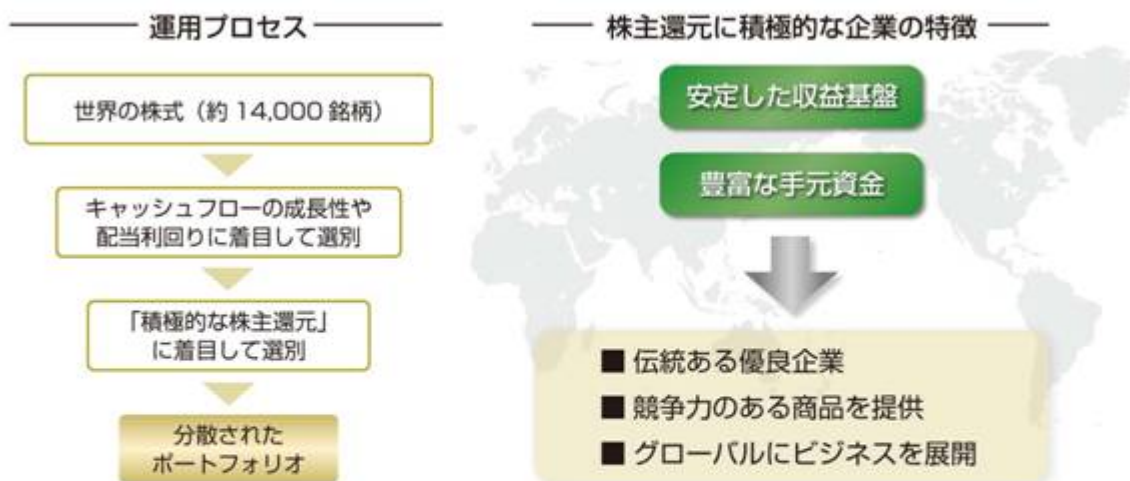 運用プロセス
世界の株式（約 14,000 銘柄）
キャッシュフローの成長性や
配当利回りに着目して選別
「積極的な株主還元」
に着目して選別
分散された
ポートフォリオ
株主還元に積極的な企業の特徴
安定した収益基盤
豊富な手元資金
■ 伝統ある優良企業
■ 競争力のある商品を提供
■ グローバルにビジネスを展開